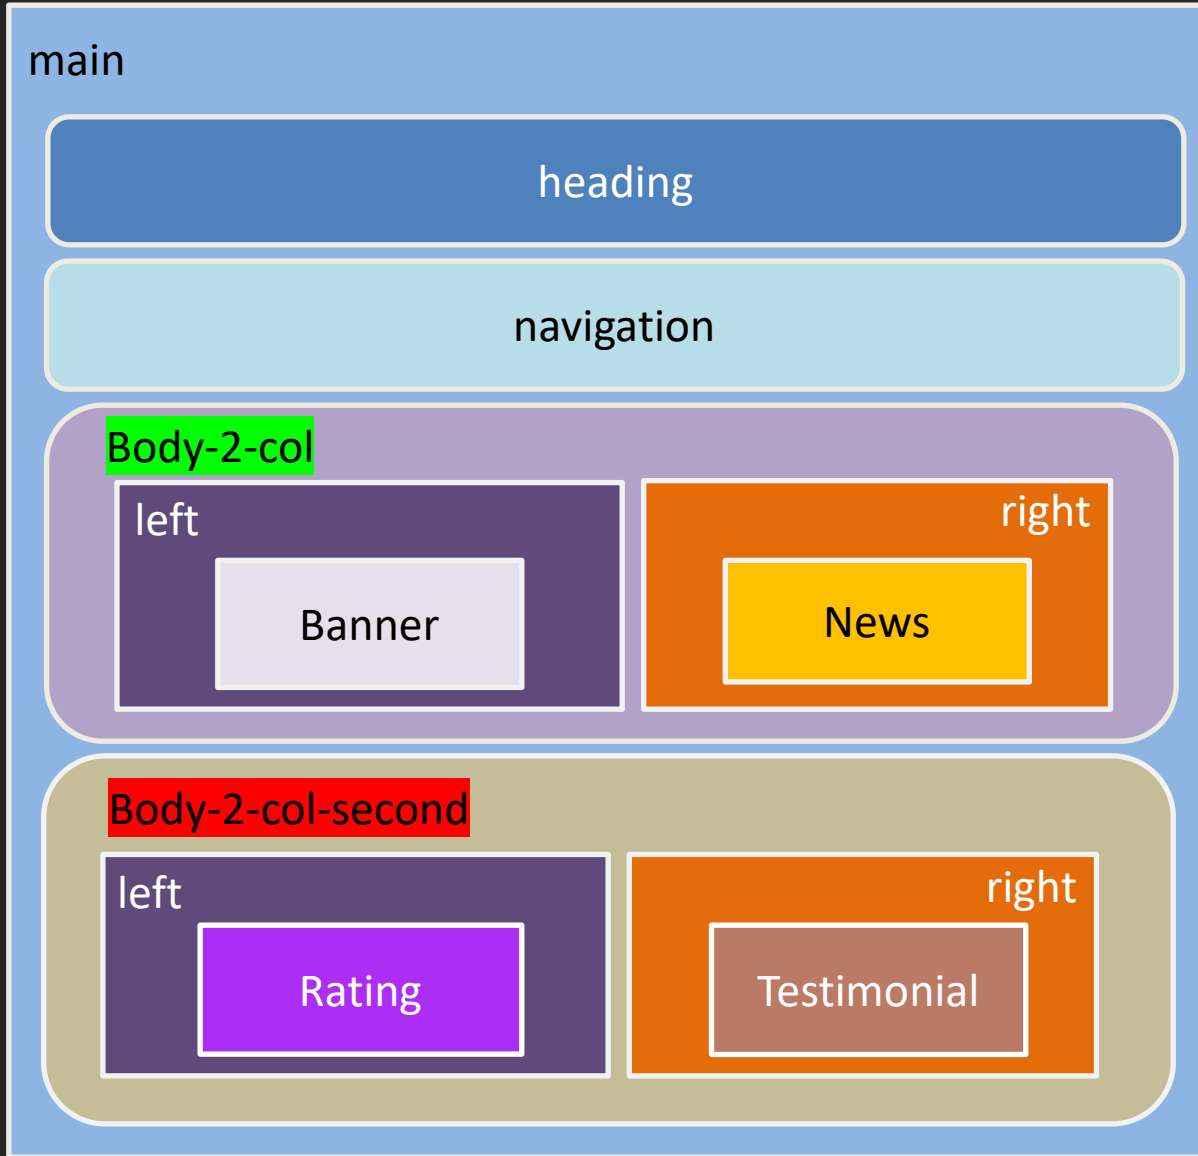 main
heading
navigation
Body-2-col
left
right
Banner
News
Body-2-col-second
left
right
Rating
Testimonial